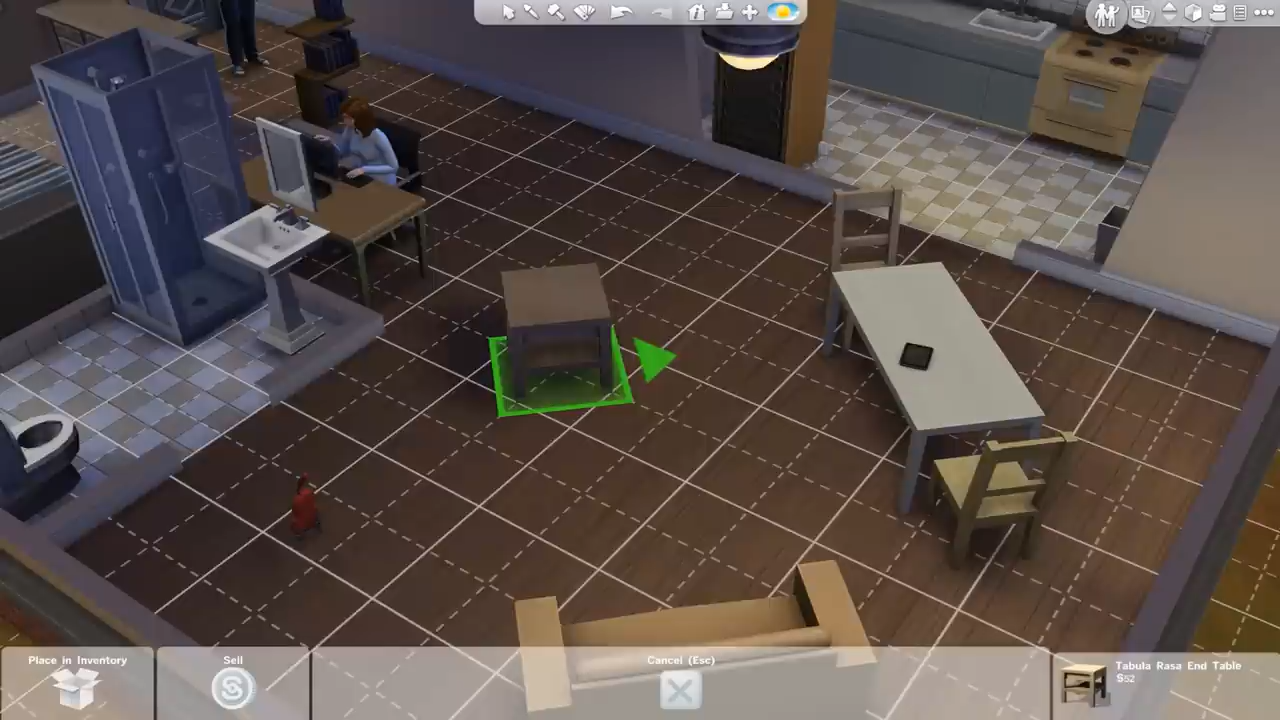 Place in Inventory
Sell
Cancel (Esc)
Tabula Rasa End Table
§52